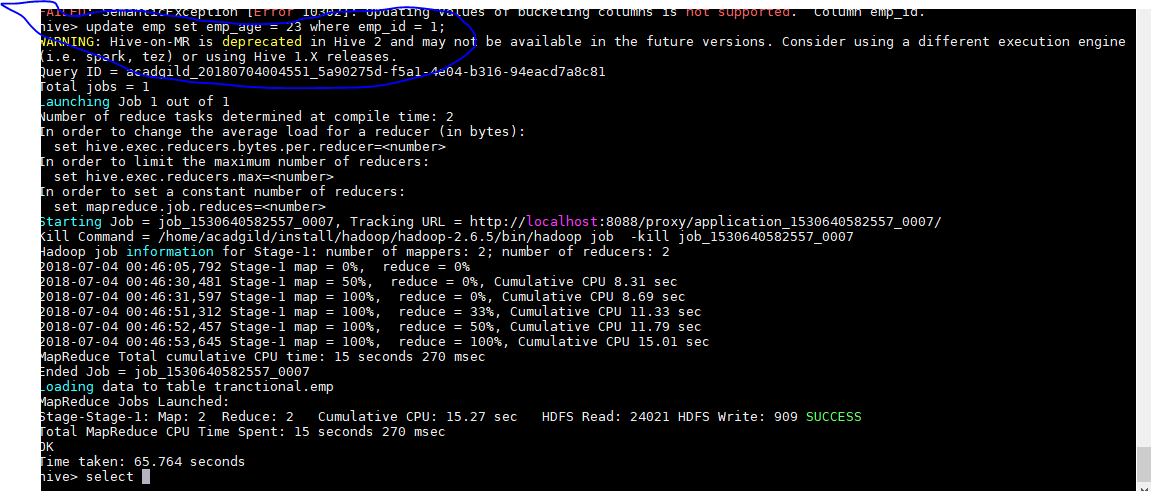 FAILED: SemanticException [Error 10302]: Updating values of bucketing columns is not supported.  Column emp_id.
hive> update emp set emp_age = 23 where emp_id = 1;
WARNING: Hive-on-MR is deprecated in Hive 2 and may not be available in the future versions. Consider using a different execution engine
(i.e. spark, tez) or using Hive 1.X releases.
Query ID = acadgild_20180704004551_5a90275d-f5a1-4e04-b316-94eacd7a8c81
Total jobs = 1
Launching Job 1 out of 1
Number of reduce tasks determined at compile time: 2
In order to change the average load for a reducer (in bytes):
  set hive.exec.reducers.bytes.per.reducer=<number>
In order to limit the maximum number of reducers:
  set hive.exec.reducers.max=<number>
In order to set a constant number of reducers:
  set mapreduce.job.reduces=<number>
Starting Job = job_1530640582557_0007, Tracking URL = http://localhost:8088/proxy/application_1530640582557_0007/
Kill Command = /home/acadgild/install/hadoop/hadoop-2.6.5/bin/hadoop job  -kill job_1530640582557_0007
Hadoop job information for Stage-1: number of mappers: 2; number of reducers: 2
2018-07-04 00:46:05,792 Stage-1 map = 0%,  reduce = 0%
2018-07-04 00:46:30,481 Stage-1 map = 50%,  reduce = 0%, Cumulative CPU 8.31 sec
2018-07-04 00:46:31,597 Stage-1 map = 100%,  reduce = 0%, Cumulative CPU 8.69 sec
2018-07-04 00:46:51,312 Stage-1 map = 100%,  reduce = 33%, Cumulative CPU 11.33 sec
2018-07-04 00:46:52,457 Stage-1 map = 100%,  reduce = 50%, Cumulative CPU 11.79 sec
2018-07-04 00:46:53,645 Stage-1 map = 100%,  reduce = 100%, Cumulative CPU 15.01 sec
MapReduce Total cumulative CPU time: 15 seconds 270 msec
Ended Job = job_1530640582557_0007
Loading data to table tranctional.emp
MapReduce Jobs Launched:
Stage-Stage-1: Map: 2  Reduce: 2   Cumulative CPU: 15.27 sec   HDFS Read: 24021 HDFS Write: 909 SUCCESS
Total MapReduce CPU Time Spent: 15 seconds 270 msec
OK
Time taken: 65.764 seconds
hive> select